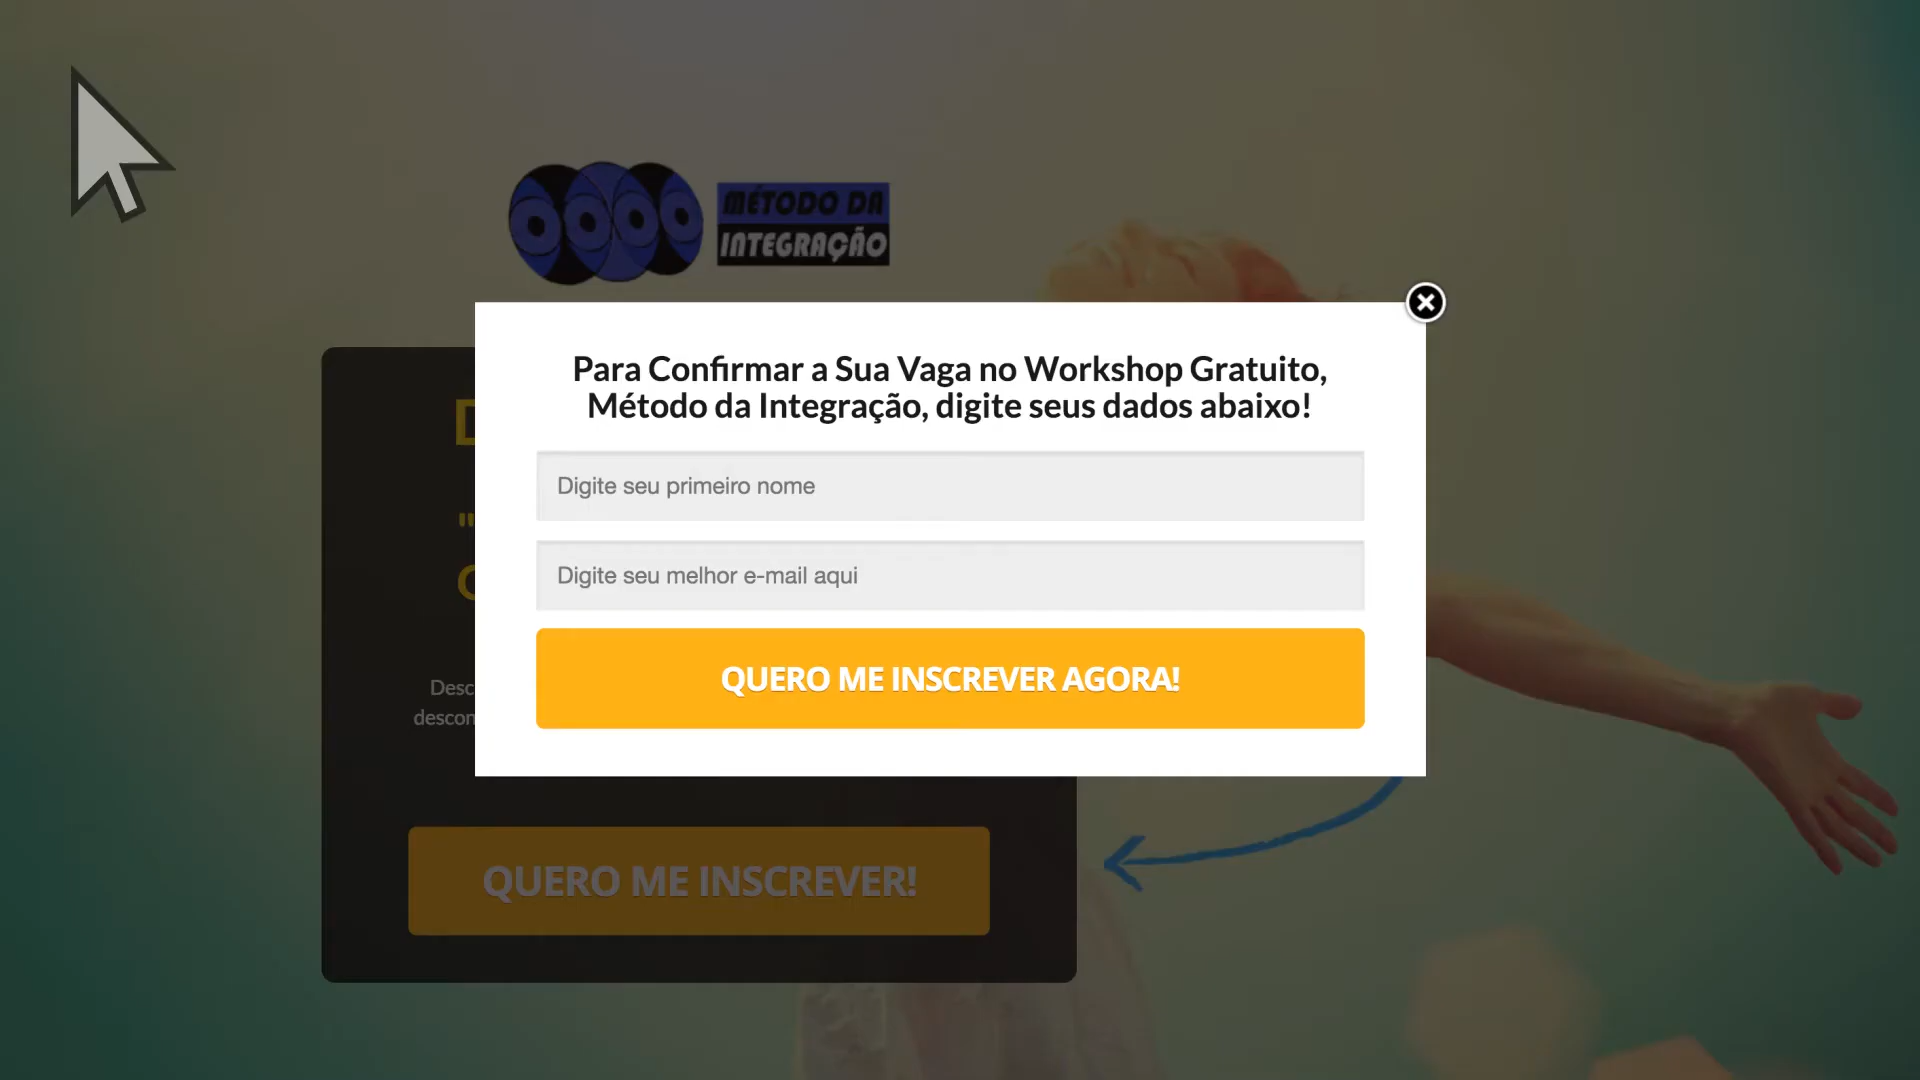 MÉTODO DA
INTEGRAÇÃO
Para Confirmar a Sua Vaga no Workshop Gratuito,
Método da Integração, digite seus dados abaixo!
Digite seu primeiro nome
Digite seu melhor e-mail aqui
QUERO ME INSCREVER AGORA!
QUERO ME INSCREVER!